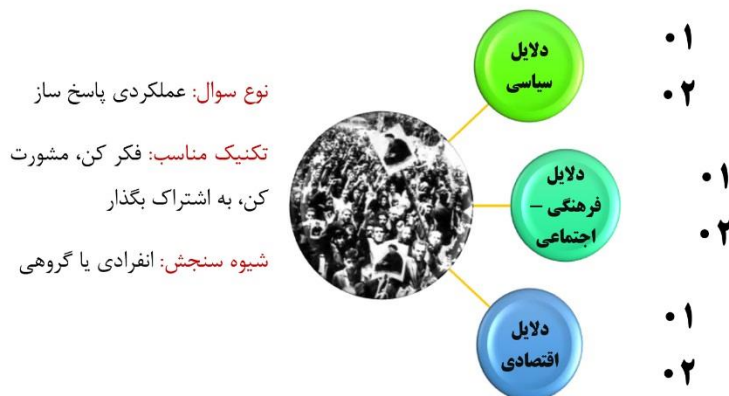 دلایل
سیاسی
• ۱
• ۲
دلایل
فرهنگی –
اجتماعی
• ۱
• ۲
دلایل
اقتصادی
• ۱
• ۲
نوع سوال: عملکردی پاسخ ساز
تکنیک مناسب: فکر کن، مشورت
کن، به اشتراک بگذار
شیوه سنجش: انفرادی یا گروهی